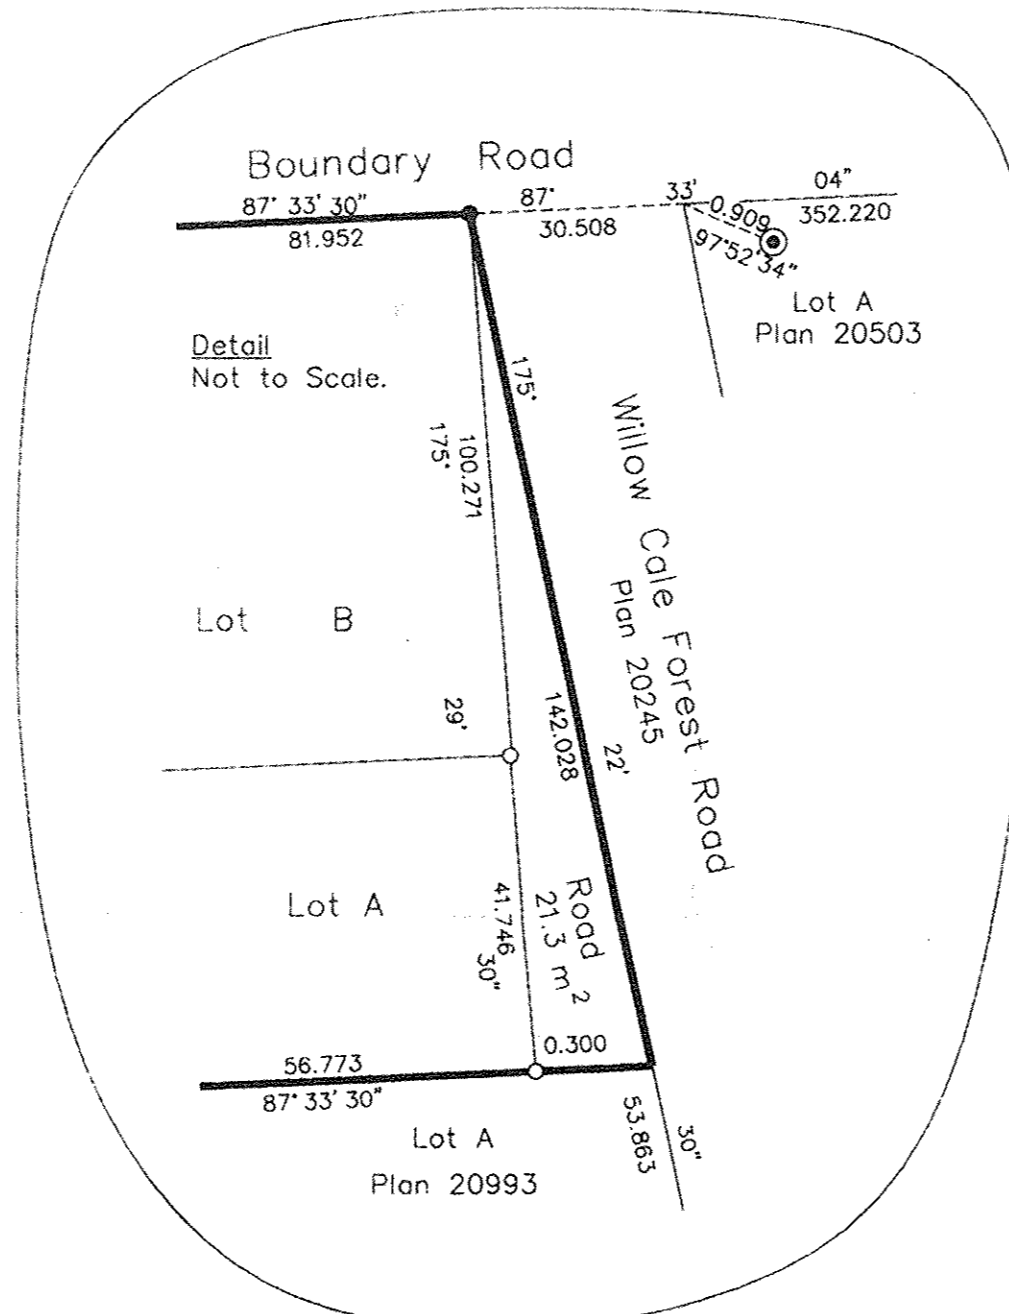 Boundary Road
87° 33' 30"
81.952
87° 33' 04"
30.508
0.909
352.220
97°52'34"
Lot A
Plan 20503
Detail
Not to Scale.
175°
100.271
175°
Willow Cale Forest Road
Plan 20245
Lot B
29'
142.028
22'
Lot A
41.746
30"
Road
21.3 m²
0.300
56.773
87° 33' 30"
53.863
30"
Lot A
Plan 20993